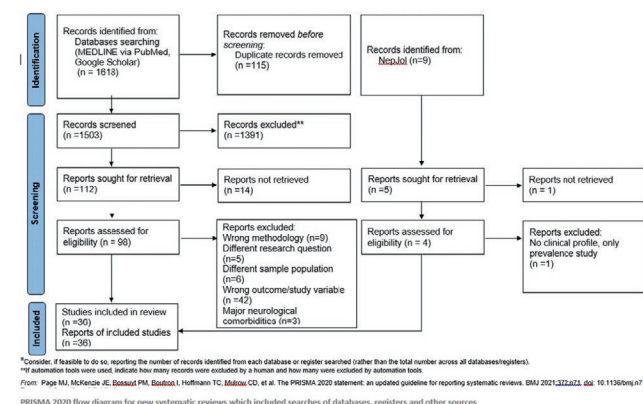 Identification
Records identified from:
Databases searching
(MEDLINE via PubMed,
Google Scholar)
(n = 1618)
Records removed before
screening:
Duplicate records removed
(n =115)
Records identified from:
NepJol (n=9)
Screening
Records screened
(n =1503)
Records excluded**
(n =1391)
Reports sought for retrieval
(n =112)
Reports not retrieved
(n =14)
Reports sought for retrieval
(n =5)
Reports not retrieved
(n = 1)
Reports assessed for
eligibility (n = 98)
Reports excluded:
Wrong methodology (n=9)
Different research question
(n=5)
Different sample population
(n=6)
Wrong outcome/study variable
(n =42)
Major neurological
comorbidities (n=3)
Reports assessed for
eligibility (n = 4)
Reports excluded:
No clinical profile, only
prevalence study
(n =1)
Included
Studies included in review
(n =36)
Reports of included studies
(n =36)
*Consider, if feasible to do so, reporting the number of records identified from each database or register searched (rather than the total number across all databases/registers).
**If automation tools were used, indicate how many records were excluded by a human and how many were excluded by automation tools.
From: Page MJ, McKenzie JE, Bossuyt PM, Boutron I, Hoffmann TC, Mulrow CD, et al. The PRISMA 2020 statement: an updated guideline for reporting systematic reviews. BMJ 2021;372:n71. doi: 10.1136/bmj.n7
PRISMA 2020 flow diagram for new systematic reviews which included searches of databases, registers and other sources